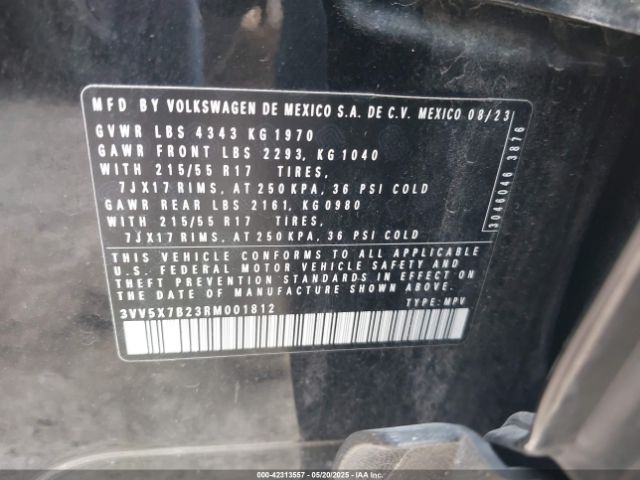 MFD BY VOLKSWAGEN DE MEXICO S.A. DE C.V. MEXICO 08/23
GVWR LBS 4343 KG 1970
GAWR FRONT LBS 2293, KG 1040
WITH 215/55 R17 TIRES,
7JX17 RIMS, AT 250 KPA, 36 PSI COLD
GAWR REAR LBS 2161, KG 0980
WITH 215/55 R17 TIRES,
7JX17 RIMS, AT 250 KPA, 36 PSI COLD
3046046 3876
THIS VEHICLE CONFORMS TO ALL APPLICABLE
U.S. FEDERAL MOTOR VEHICLE SAFETY AND
THEFT PREVENTION STANDARDS IN EFFECT ON
THE DATE OF MANUFACTURE SHOWN ABOVE.
3VV5X7B23RM001812 TYPE: MPV
000-42313557 - 05/20/2025 - IAAI.COM